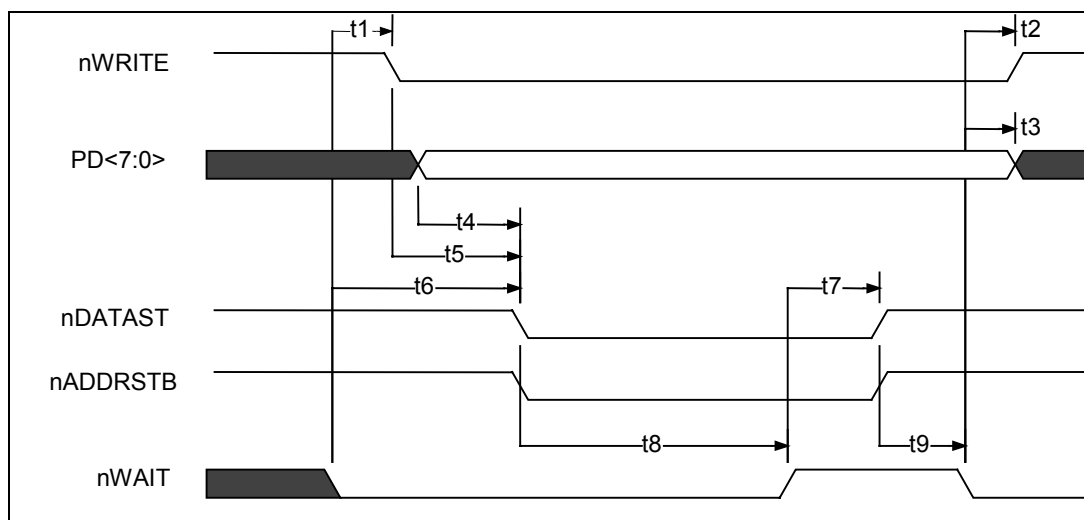 t1
t2
nWRITE
t3
PD<7:0>
t4
t5
t6
t7
nDATAST
nADDRSTB
t8
t9
nWAIT